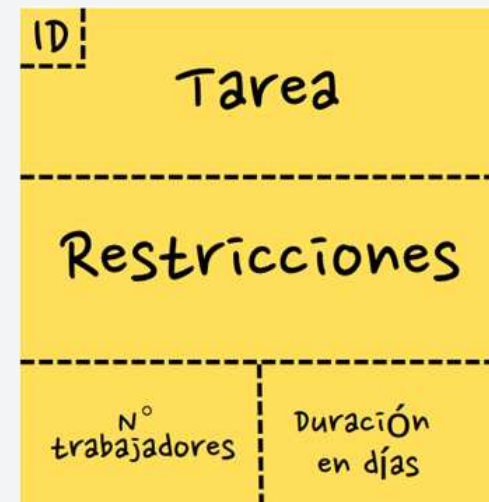 ID
Tarea
Restricciones
N°
trabajadores
Duración
en días